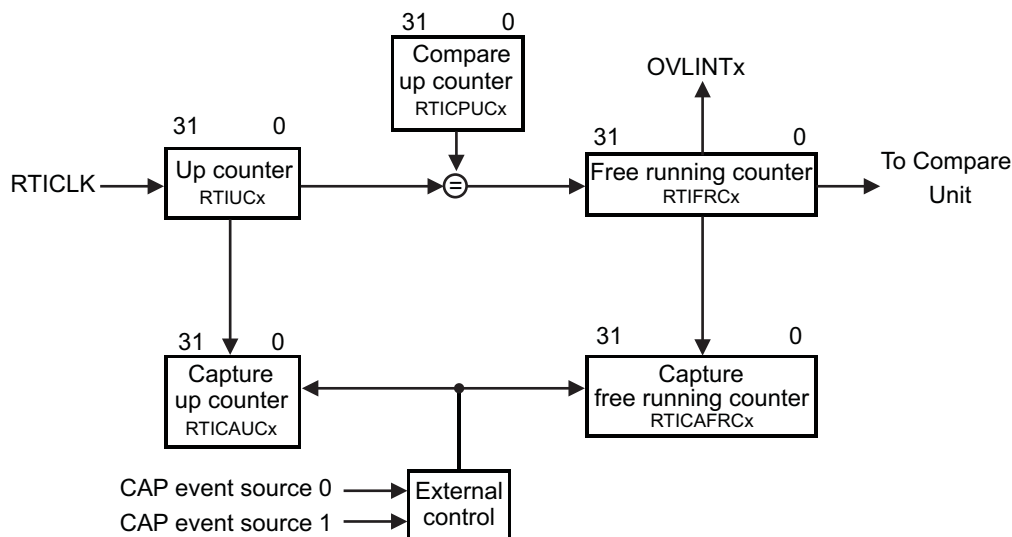 31 0
Compare
up counter
RTICPUCx
OVLINTx
31 0
Up counter
RTIUCx
RTICLK
=
31 0
Free running counter
RTIFRCx
To Compare
Unit
31 0
Capture
up counter
RTICAUCx
31 0
Capture
free running counter
RTICAFRCx
CAP event source 0
CAP event source 1
External
control